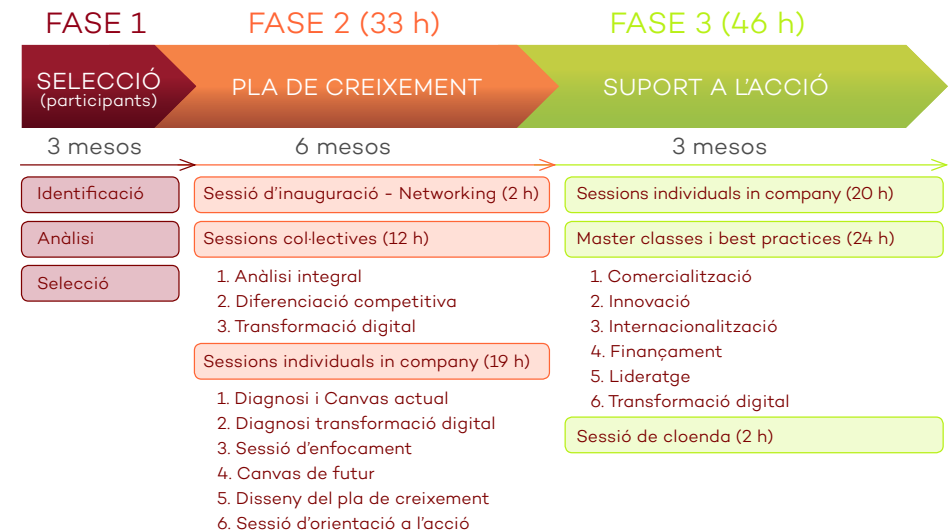 FASE 1
SELECCIÓ
(participants)
3 mesos
Identificació
Anàlisi
Selecció
FASE 2 (33 h)
PLA DE CREIXEMENT
6 mesos
Sessió d’inauguració - Networking (2 h)
Sessions col·lectives (12 h)
1. Anàlisi integral
2. Diferenciació competitiva
3. Transformació digital
Sessions individuals in company (19 h)
1. Diagnosi i Canvas actual
2. Diagnosi transformació digital
3. Sessió d’enfocament
4. Canvas de futur
5. Disseny del pla de creixement
6. Sessió d’orientació a l’acció
FASE 3 (46 h)
SUPORT A L’ACCIÓ
3 mesos
Sessions individuals in company (20 h)
Master classes i best practices (24 h)
1. Comercialització
2. Innovació
3. Internacionalització
4. Finançament
5. Lideratge
6. Transformació digital
Sessió de cloenda (2 h)